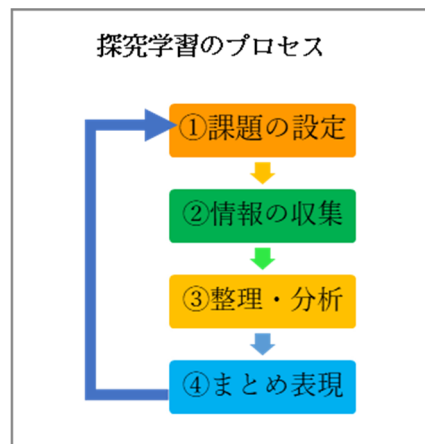 探究学習のプロセス
①課題の設定
②情報の収集
③整理・分析
④まとめ表現